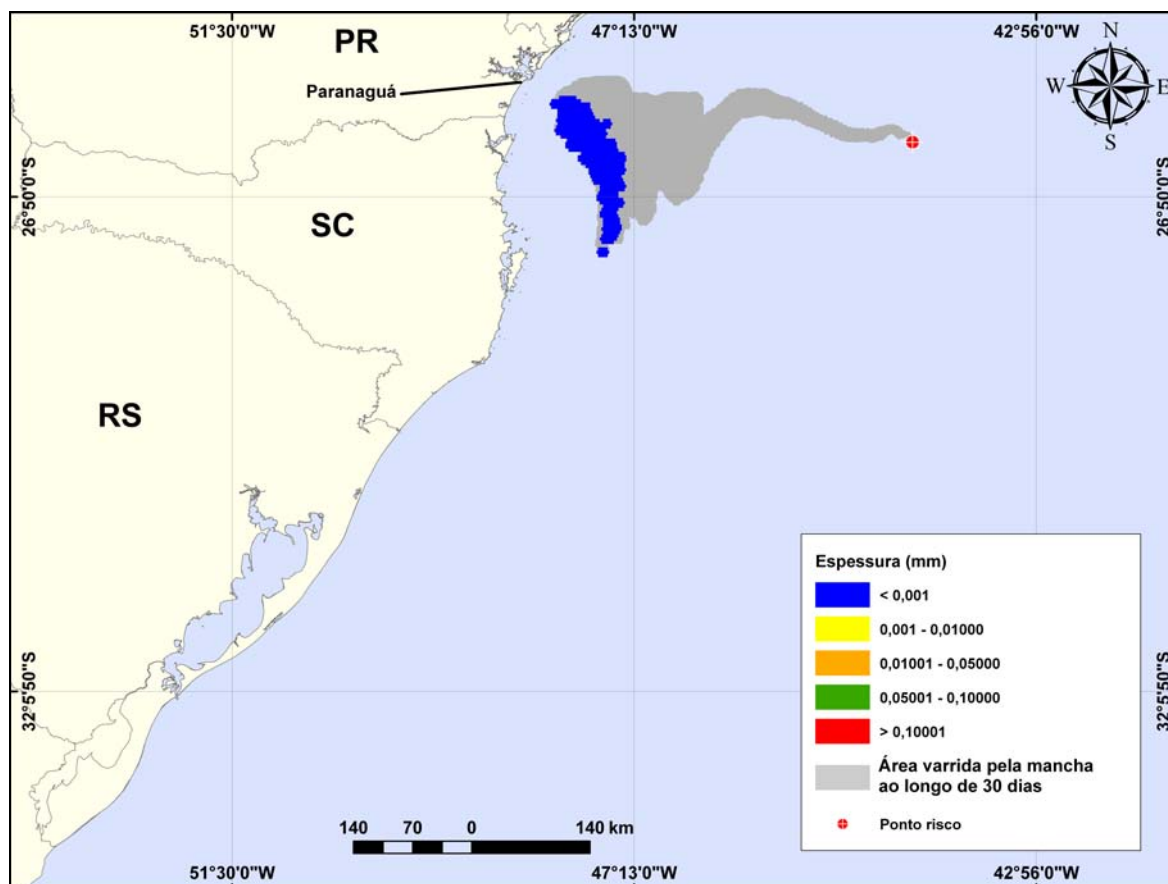 51°30'0"W
47°13'0"W
42°56'0"W
PR
Paranaguá
N
W
E
S
26°50'0"S
26°50'0"S
SC
RS
Espessura (mm)
< 0,001
0,001 - 0,01000
0,01001 - 0,05000
0,05001 - 0,10000
> 0,10001
Área varrida pela mancha
ao longo de 30 dias
Ponto risco
32°5'50"S
32°5'50"S
140 70 0 140 km
51°30'0"W
47°13'0"W
42°56'0"W